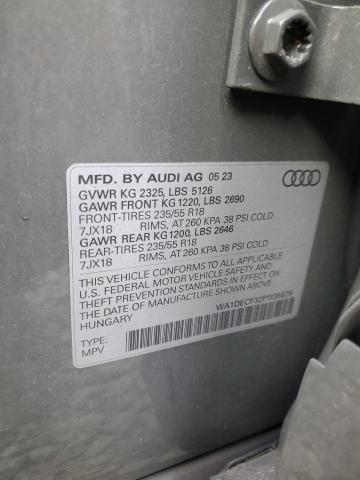 MFD. BY AUDI AG 05 23
GVWR KG 2325, LBS 5126
GAWR FRONT KG 1220, LBS 2690
FRONT-TIRES 235/55 R18
7JX18 RIMS, AT 260 KPA 38 PSI COLD
GAWR REAR KG 1200, LBS 2646
REAR-TIRES 235/55 R18
7JX18 RIMS, AT 260 KPA 38 PSI COLD
THIS VEHICLE CONFORMS TO ALL APPLICABLE
U.S. FEDERAL MOTOR VEHICLE SAFETY AND
THEFT PREVENTION STANDARDS IN EFFECT ON
THE DATE OF MANUFACTURE SHOWN ABOVE.
HUNGARY
TYPE:
MPV